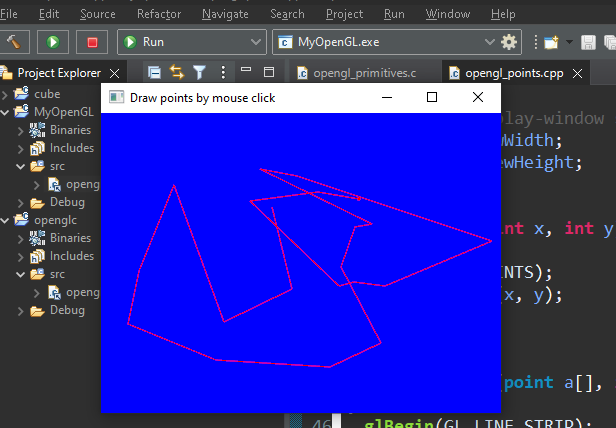 File Edit Source Refactor Navigate Search Project Run Window Help
Run MyOpenGL.exe
Project Explorer opengl_primitives.c opengl_points.cpp
Draw points by mouse click
cube
MyOpenGL
Binaries
Includes
src
openg
Debug
openglc
Binaries
Includes
src
openg
Debug
lay-window
Width;
ewHeight;
int x, int y
INTS);
(x, y);
(point a[],
46 glBegin(GL_LINE_STRIP);